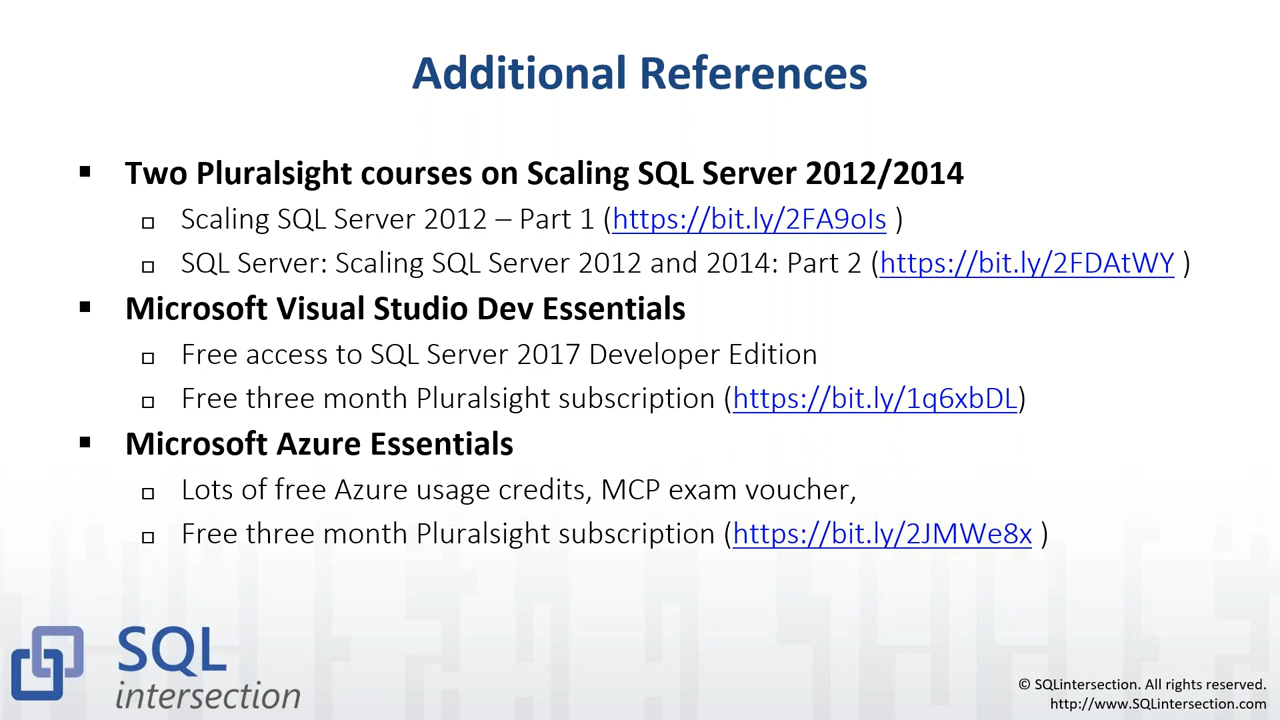 Additional References
▪ Two Pluralsight courses on Scaling SQL Server 2012/2014
▫ Scaling SQL Server 2012 – Part 1 (https://bit.ly/2FA9oIs )
▫ SQL Server: Scaling SQL Server 2012 and 2014: Part 2 (https://bit.ly/2FDAtWY )
▪ Microsoft Visual Studio Dev Essentials
▫ Free access to SQL Server 2017 Developer Edition
▫ Free three month Pluralsight subscription (https://bit.ly/1q6xbDL)
▪ Microsoft Azure Essentials
▫ Lots of free Azure usage credits, MCP exam voucher,
▫ Free three month Pluralsight subscription (https://bit.ly/2JMWe8x )
SQL
intersection
© SQLintersection. All rights reserved.
http://www.SQLintersection.com